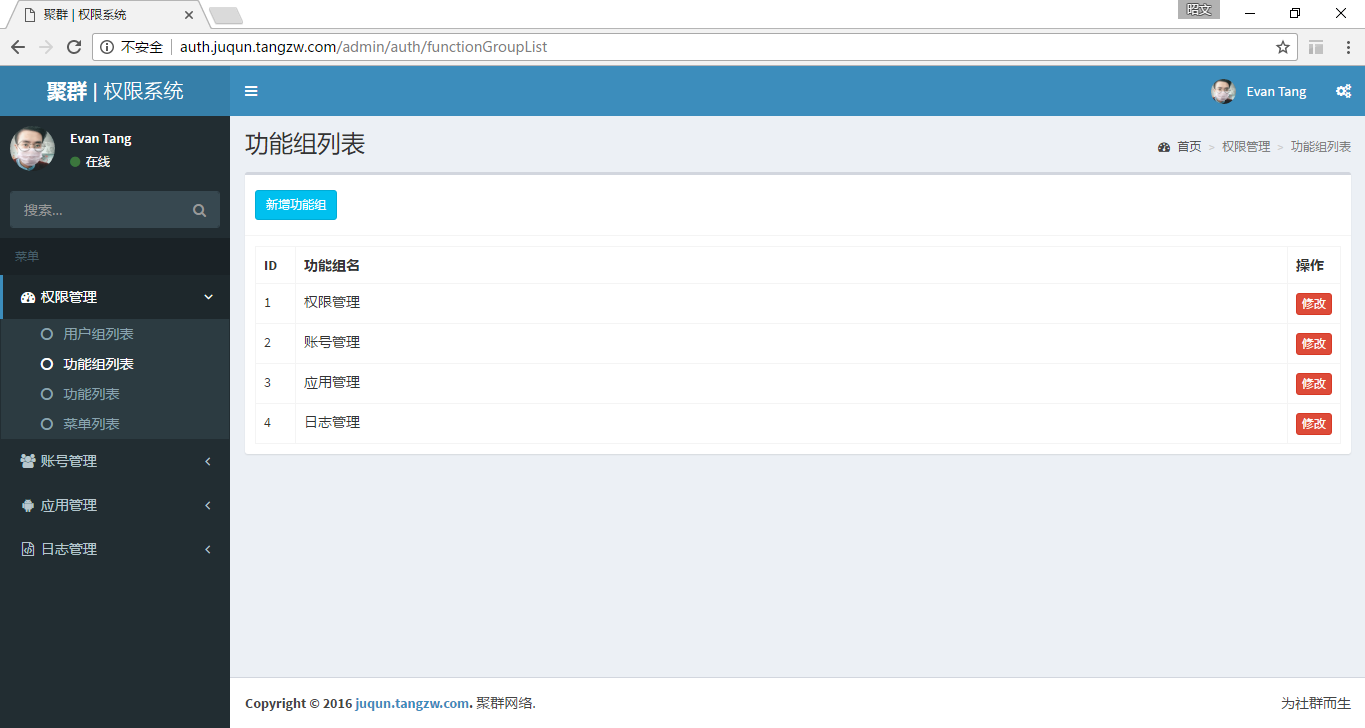 聚群 | 权限系统
昭文
不安全 auth.juqun.tangzw.com/admin/auth/functionGroupList
聚群 | 权限系统
Evan Tang
Evan Tang
在线
搜索...
菜单
权限管理
用户组列表
功能组列表
功能列表
菜单列表
账号管理
应用管理
日志管理
功能组列表
首页 > 权限管理 > 功能组列表
新增功能组
ID 功能组名 操作
1 权限管理 修改
2 账号管理 修改
3 应用管理 修改
4 日志管理 修改
Copyright © 2016 juqun.tangzw.com. 聚群网络.
为社群而生